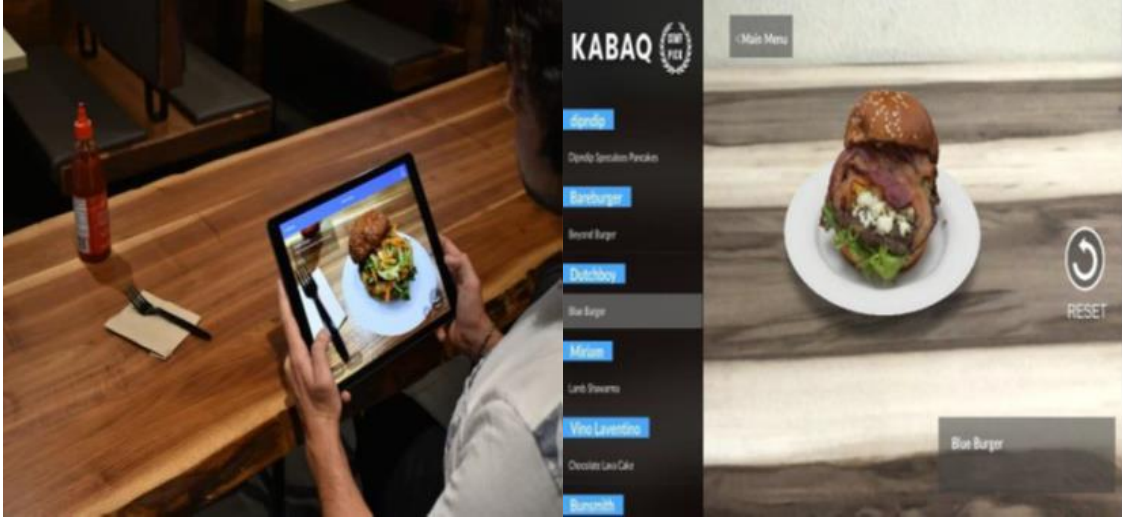 KABAQ
<Main Menu
dipndip
Dipndip Speculoos Pancakes
Bareburger
Beyond Burger
Dutchboy
Blue Burger
Miriam
Lamb Shawarma
Vino Laventino
Chocolate Lava Cake
Bunsmith
RESET
Blue Burger